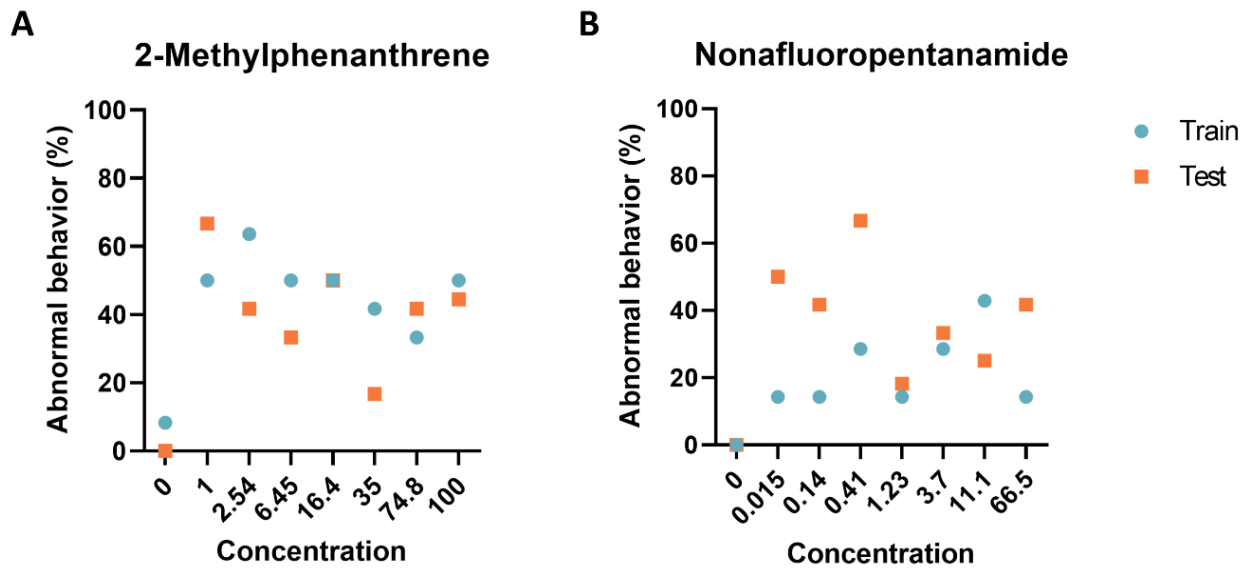 A
2-Methylphenanthrene
Abnormal behavior (%)
100
80
60
40
20
0
0
1
2.54
6.45
16.4
35
74.8
100
Concentration
B
Nonafluoropentanamide
Abnormal behavior (%)
100
80
60
40
20
0
0
0.015
0.14
0.41
1.23
3.7
11.1
66.5
Concentration
Train
Test